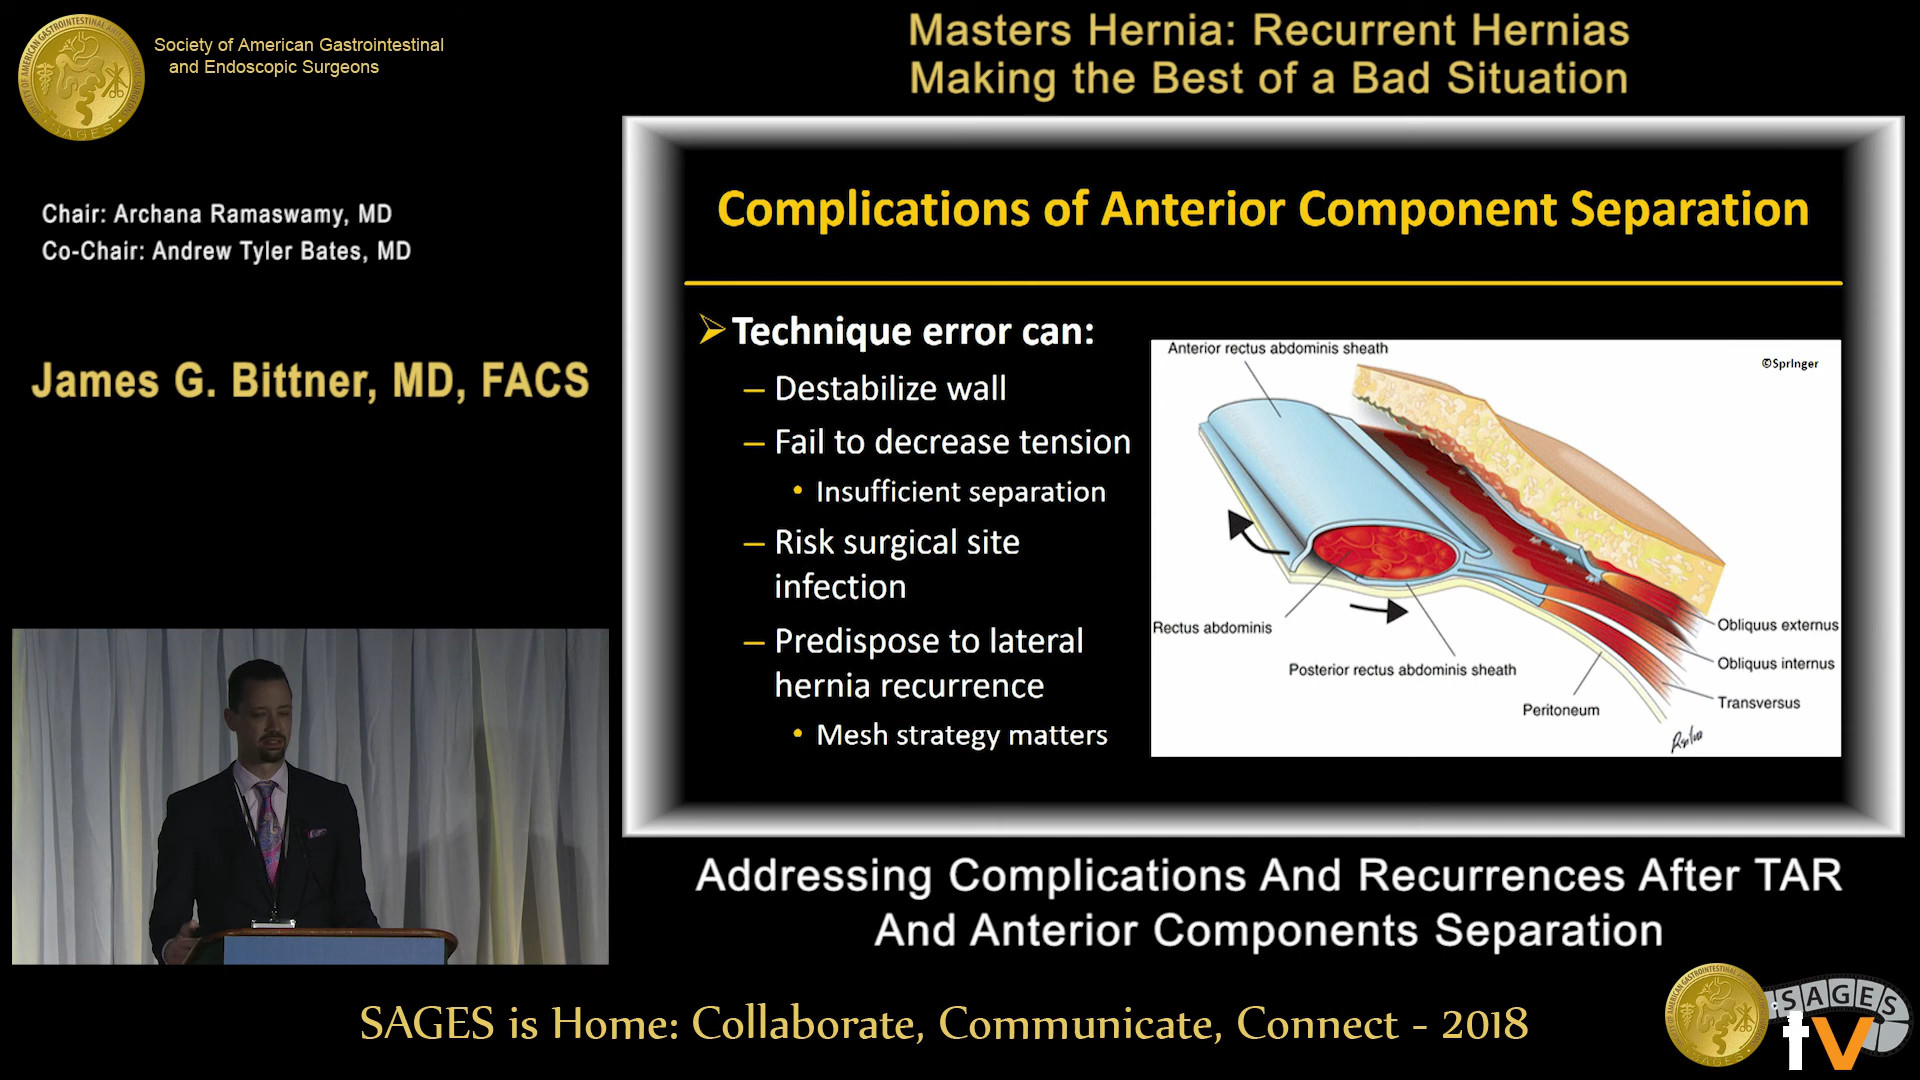 Society of American Gastrointestinal
and Endoscopic Surgeons
SAGES
Masters Hernia: Recurrent Hernias
Making the Best of a Bad Situation
Chair: Archana Ramaswamy, MD
Co-Chair: Andrew Tyler Bates, MD
James G. Bittner, MD, FACS
Complications of Anterior Component Separation
➢ Technique error can:
– Destabilize wall
– Fail to decrease tension
• Insufficient separation
– Risk surgical site
infection
– Predispose to lateral
hernia recurrence
• Mesh strategy matters
Anterior rectus abdominis sheath
©Springer
Rectus abdominis
Posterior rectus abdominis sheath
Peritoneum
Obliquus externus
Obliquus internus
Transversus
Addressing Complications And Recurrences After TAR
And Anterior Components Separation
SAGES is Home: Collaborate, Communicate, Connect - 2018
SAGES
tv